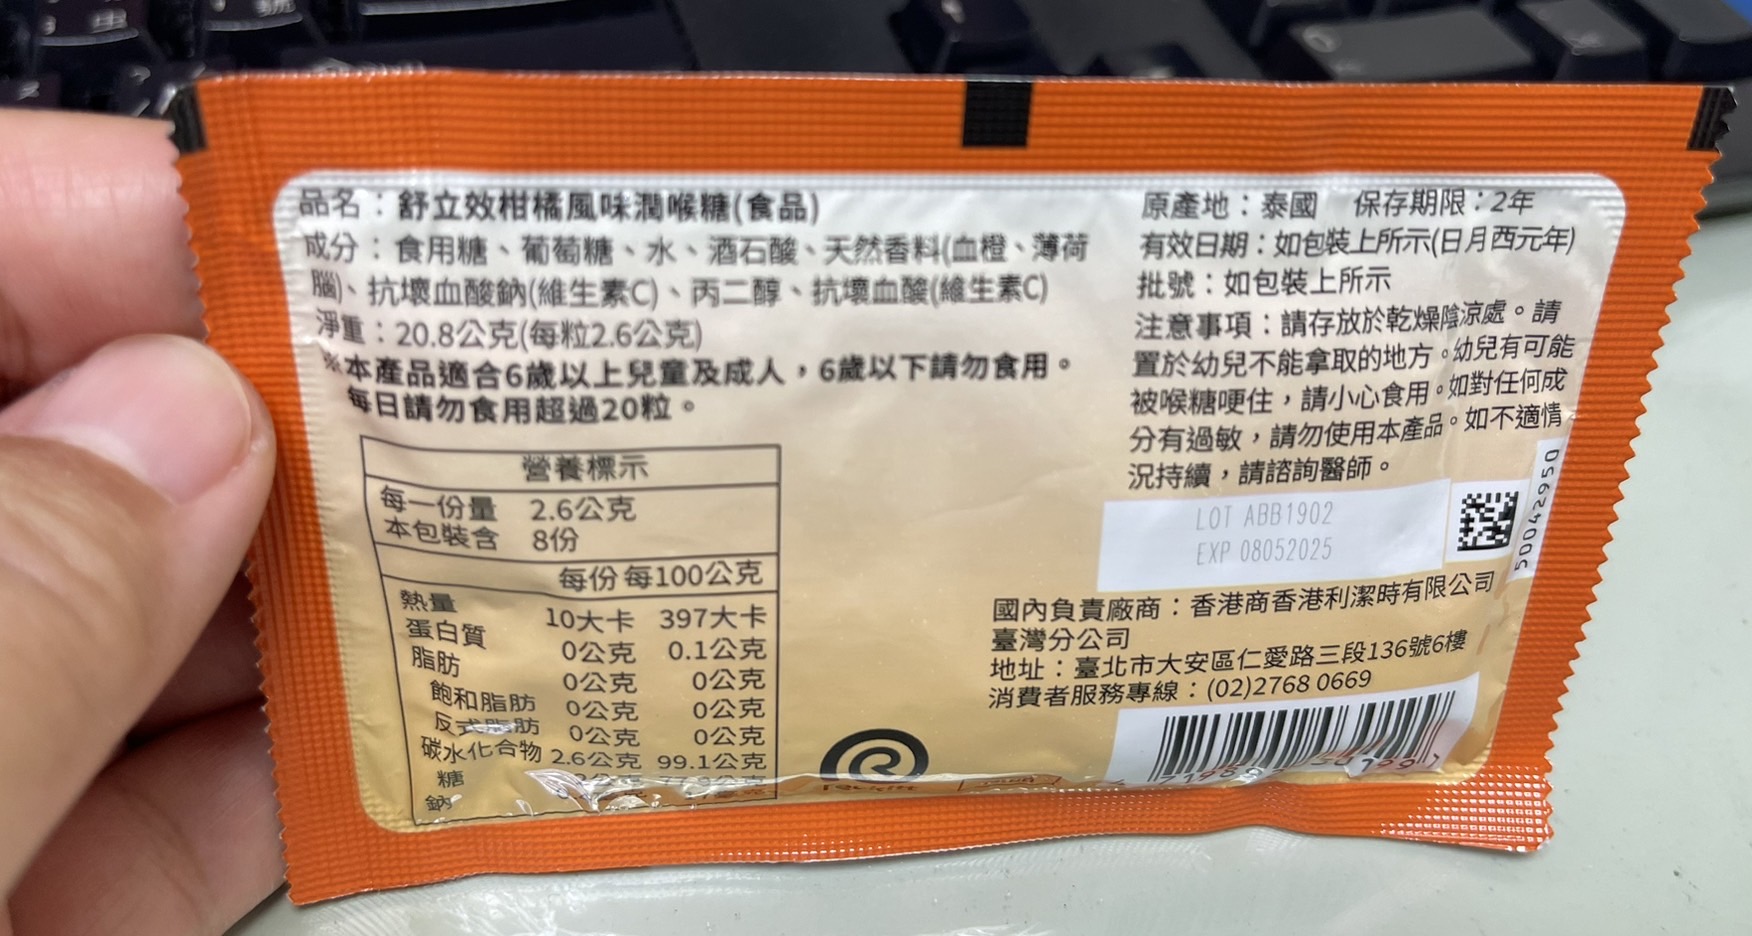 品名：舒立效柑橘風味潤喉糖(食品)
成分：食用糖、葡萄糖、水、酒石酸、天然香料(血橙、薄荷
腦)、抗壞血酸鈉(維生素C)、丙二醇、抗壞血酸(維生素C)
淨重：20.8公克(每粒2.6公克)
※本產品適合6歲以上兒童及成人，6歲以下請勿食用。
每日請勿食用超過20粒。
營養標示
每一份量 2.6公克
本包裝含 8份
每份 每100公克
熱量 10大卡 397大卡
蛋白質 0公克 0.1公克
脂肪 0公克 0公克
飽和脂肪 0公克 0公克
反式脂肪 0公克 0公克
碳水化合物 2.6公克 99.1公克
糖
鈉
原產地：泰國 保存期限：2年
有效日期：如包裝上所示(日月西元年)
批號：如包裝上所示
注意事項：請存放於乾燥陰涼處。請
置於幼兒不能拿取的地方。幼兒有可能
被喉糖哽住，請小心食用。如對任何成
分有過敏，請勿使用本產品。如不適情
況持續，請諮詢醫師。
LOT ABB1902
EXP 08052025
50042950
國內負責廠商：香港商香港利潔時有限公司
臺灣分公司
地址：臺北市大安區仁愛路三段136號6樓
消費者服務專線：(02)2768 0669
reckitt